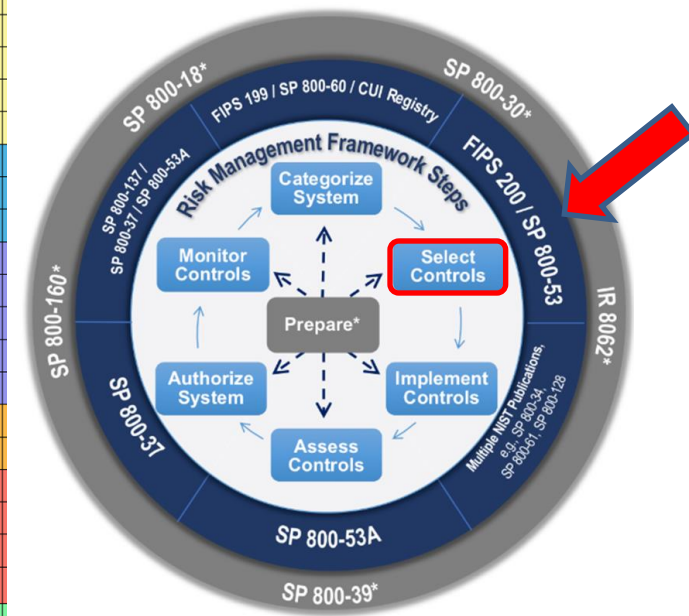 SP 800-18*
SP 800-30*
IR 8062*
SP 800-39*
SP 800-160*
FIPS 199 / SP 800-60 / CUI Registry
FIPS 200 / SP 800-53
Multiple NIST Publications,
e.g., SP 800-34,
SP 800-61, SP 800-128
SP 800-53A
SP 800-37
SP 800-137 /
SP 800-37 / SP 800-53A
Risk Management Framework Steps
Categorize
System
Select
Controls
Implement
Controls
Assess
Controls
Authorize
System
Monitor
Controls
Prepare*